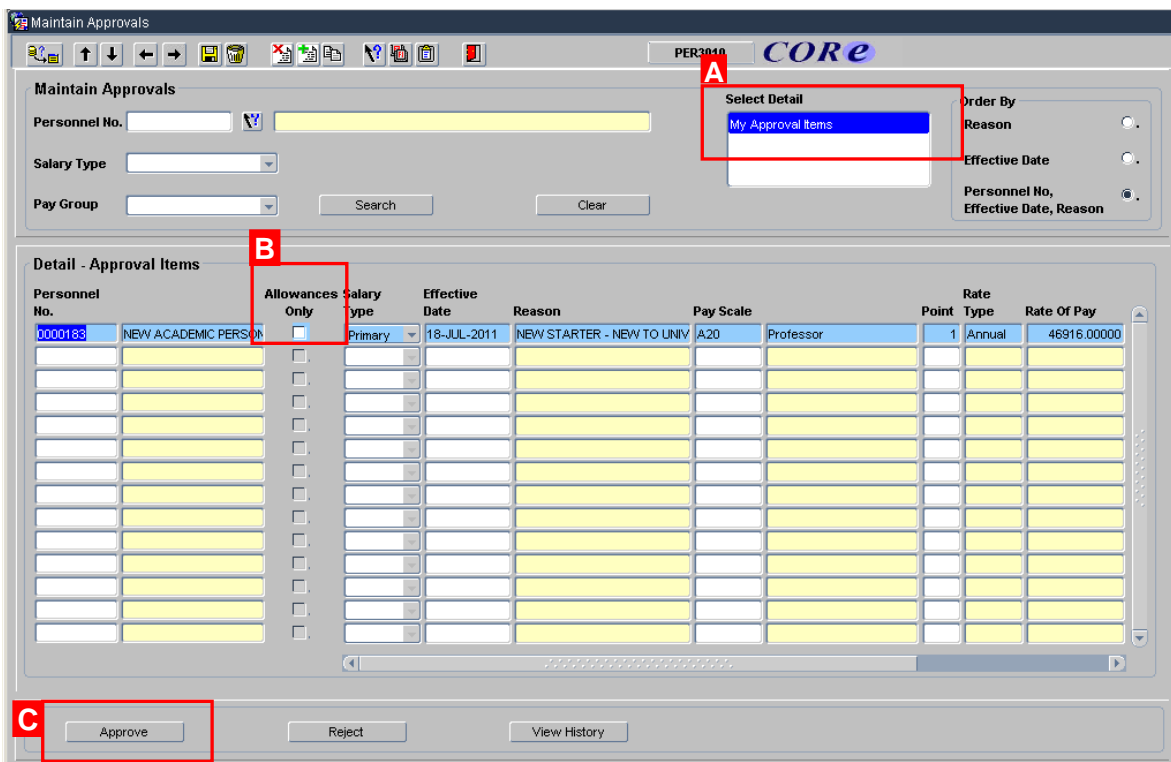 Maintain Approvals
PER3010 CORe
A
Maintain Approvals
Select Detail
Order By
Personnel No.
My Approval Items
Reason
Salary Type
Effective Date
Pay Group
Search
Clear
Personnel No,
Effective Date, Reason
B
Detail - Approval Items
Personnel No.
Allowances Only
Salary Type
Effective Date
Reason
Pay Scale
Point
Rate Type
Rate Of Pay
0000183 NEW ACADEMIC PERSON Primary 18-JUL-2011 NEW STARTER - NEW TO UNIV A20 Professor 1 Annual 46916.00000
C
Approve
Reject
View History